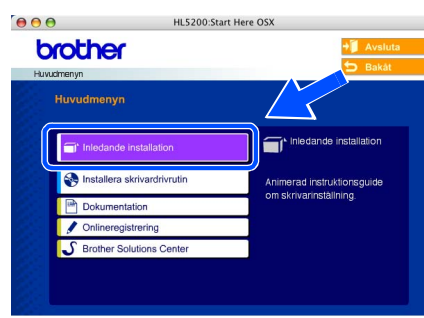 HL5200:Start Here OSX
brother
Avsluta
Bakåt
Huvudmenyn
Huvudmenyn
Inledande installation
Inledande installation
Installera skrivardrivrutin
Animerad instruktionsguide
om skrivarinställning.
Dokumentation
Onlineregistrering
Brother Solutions Center